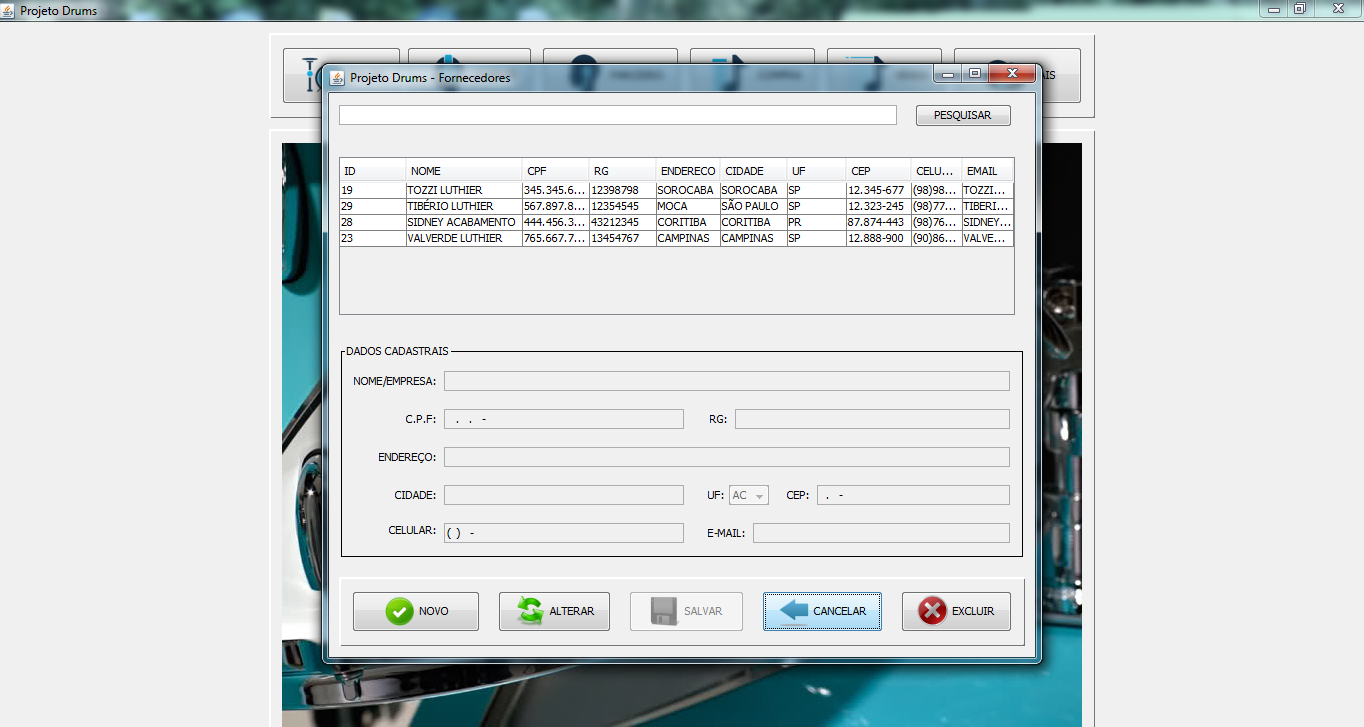 Projeto Drums
AIS
Projeto Drums - Fornecedores
PESQUISAR
ID NOME CPF RG ENDERECO CIDADE UF CEP CELU... EMAIL
19 TOZZI LUTHIER 345.345.6... 12398798 SOROCABA SOROCABA SP 12.345-677 (98)98... TOZZI...
29 TIBÉRIO LUTHIER 567.897.8... 12354545 MOCA SÃO PAULO SP 12.323-245 (98)77... TIBERI...
28 SIDNEY ACABAMENTO 444.456.3... 43212345 CORITIBA CORITIBA PR 87.874-443 (98)76... SIDNEY...
23 VALVERDE LUTHIER 765.667.7... 13454767 CAMPINAS CAMPINAS SP 12.888-900 (90)86... VALVE...
DADOS CADASTRAIS
NOME/EMPRESA:
C.P.F: . . - RG:
ENDEREÇO:
CIDADE: UF: AC CEP: . -
CELULAR: ( ) - E-MAIL:
NOVO ALTERAR SALVAR CANCELAR EXCLUIR